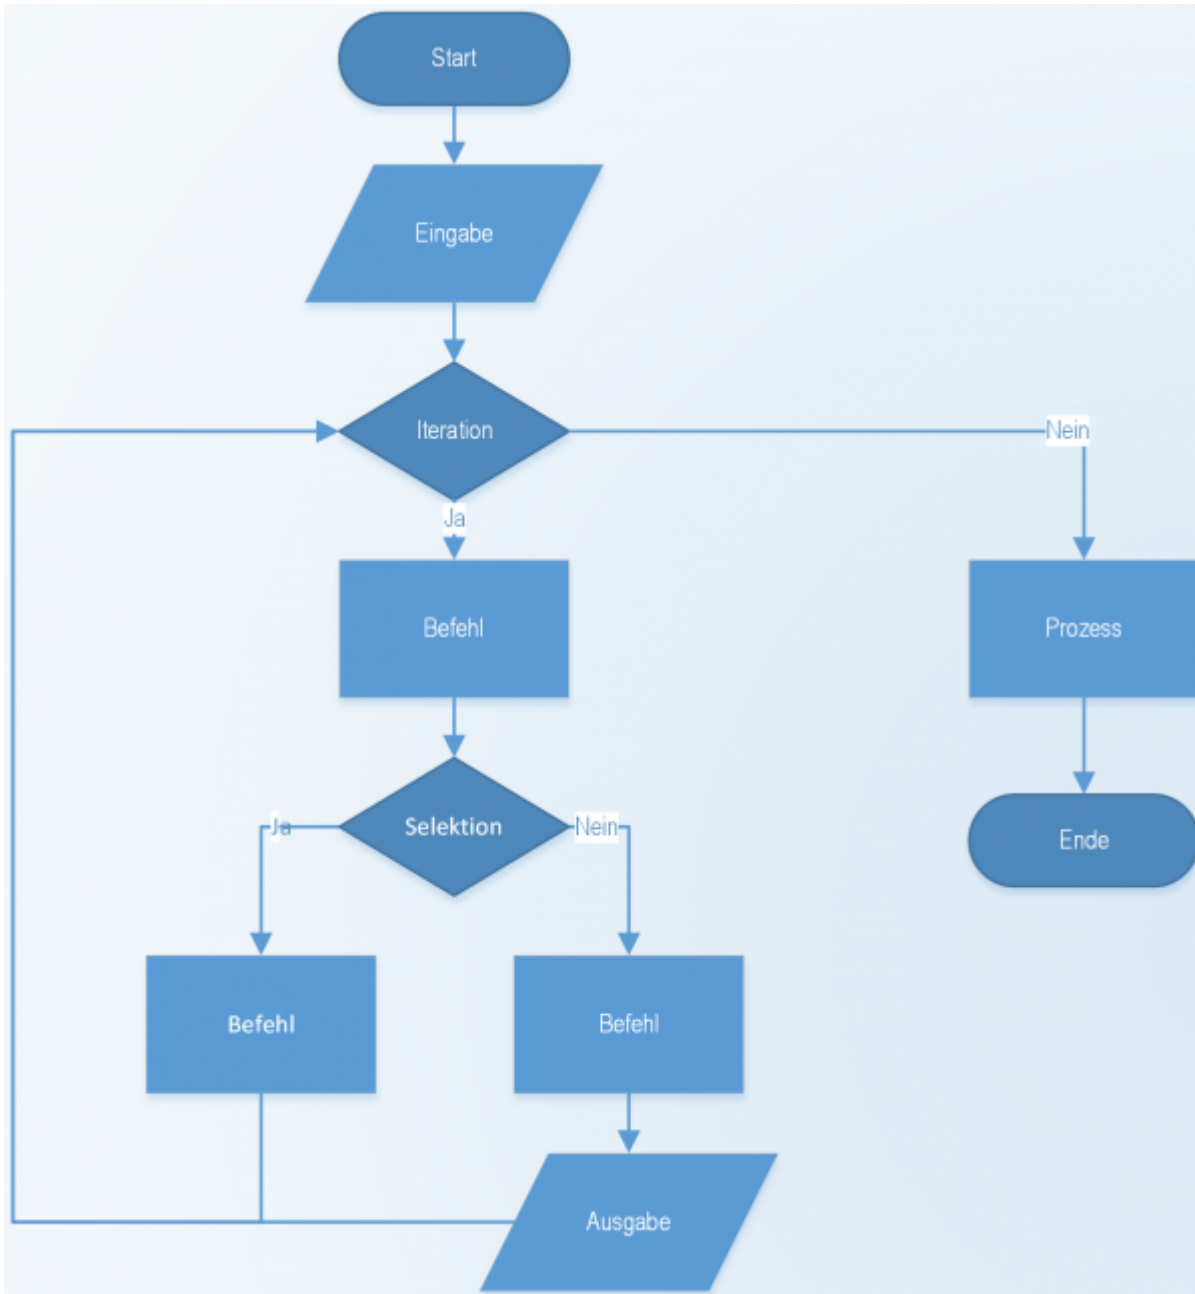 Start
Eingabe
Iteration
Nein
Ja
Befehl
Prozess
Selektion
Ja
Nein
Ende
Befehl
Befehl
Ausgabe